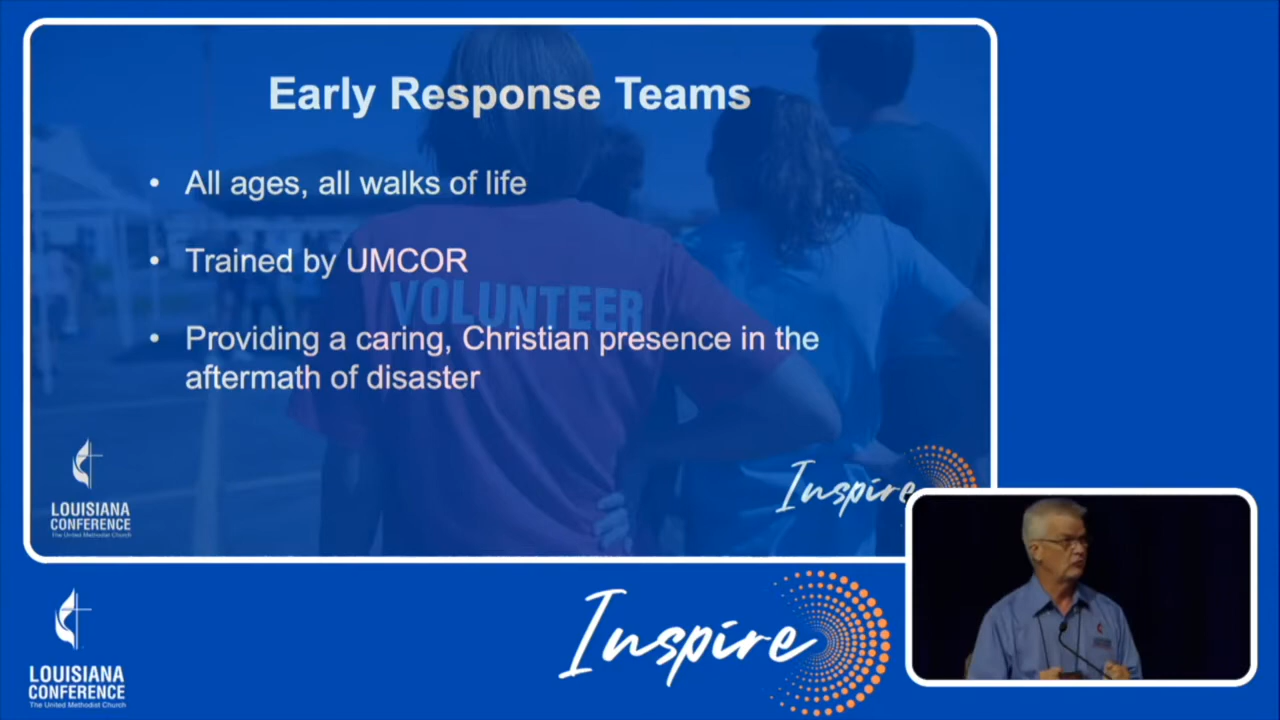 Early Response Teams
• All ages, all walks of life
• Trained by UMCOR
VOLUNTEER
• Providing a caring, Christian presence in the
aftermath of disaster
LOUISIANA
CONFERENCE
The United Methodist Church
Inspire
Inspire
LOUISIANA
CONFERENCE
The United Methodist Church